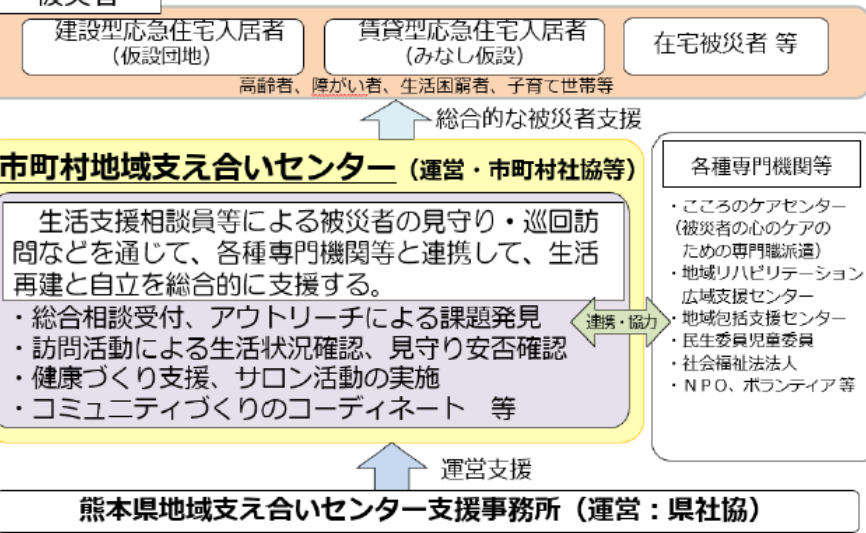 被災者
建設型応急住宅入居者
(仮設団地)
賃貸型応急住宅入居者
(みなし仮設)
在宅被災者 等
高齢者、障がい者、生活困窮者、子育て世帯等
総合的な被災者支援
市町村地域支え合いセンター（運営・市町村社協等）
生活支援相談員等による被災者の見守り・巡回訪
問などを通じて、各種専門機関等と連携して、生活
再建と自立を総合的に支援する。
・総合相談受付、アウトリーチによる課題発見
・訪問活動による生活状況確認、見守り安否確認
・健康づくり支援、サロン活動の実施
・コミュニティづくりのコーディネート　等
連携・協力
各種専門機関等
・こころのケアセンター
(被災者の心のケアの
ための専門職派遣)
・地域リハビリテーション
広域支援センター
・地域包括支援センター
・民生委員児童委員
・社会福祉法法人
・ＮＰＯ、ボランティア等
運営支援
熊本県地域支え合いセンター支援事務所（運営：県社協）